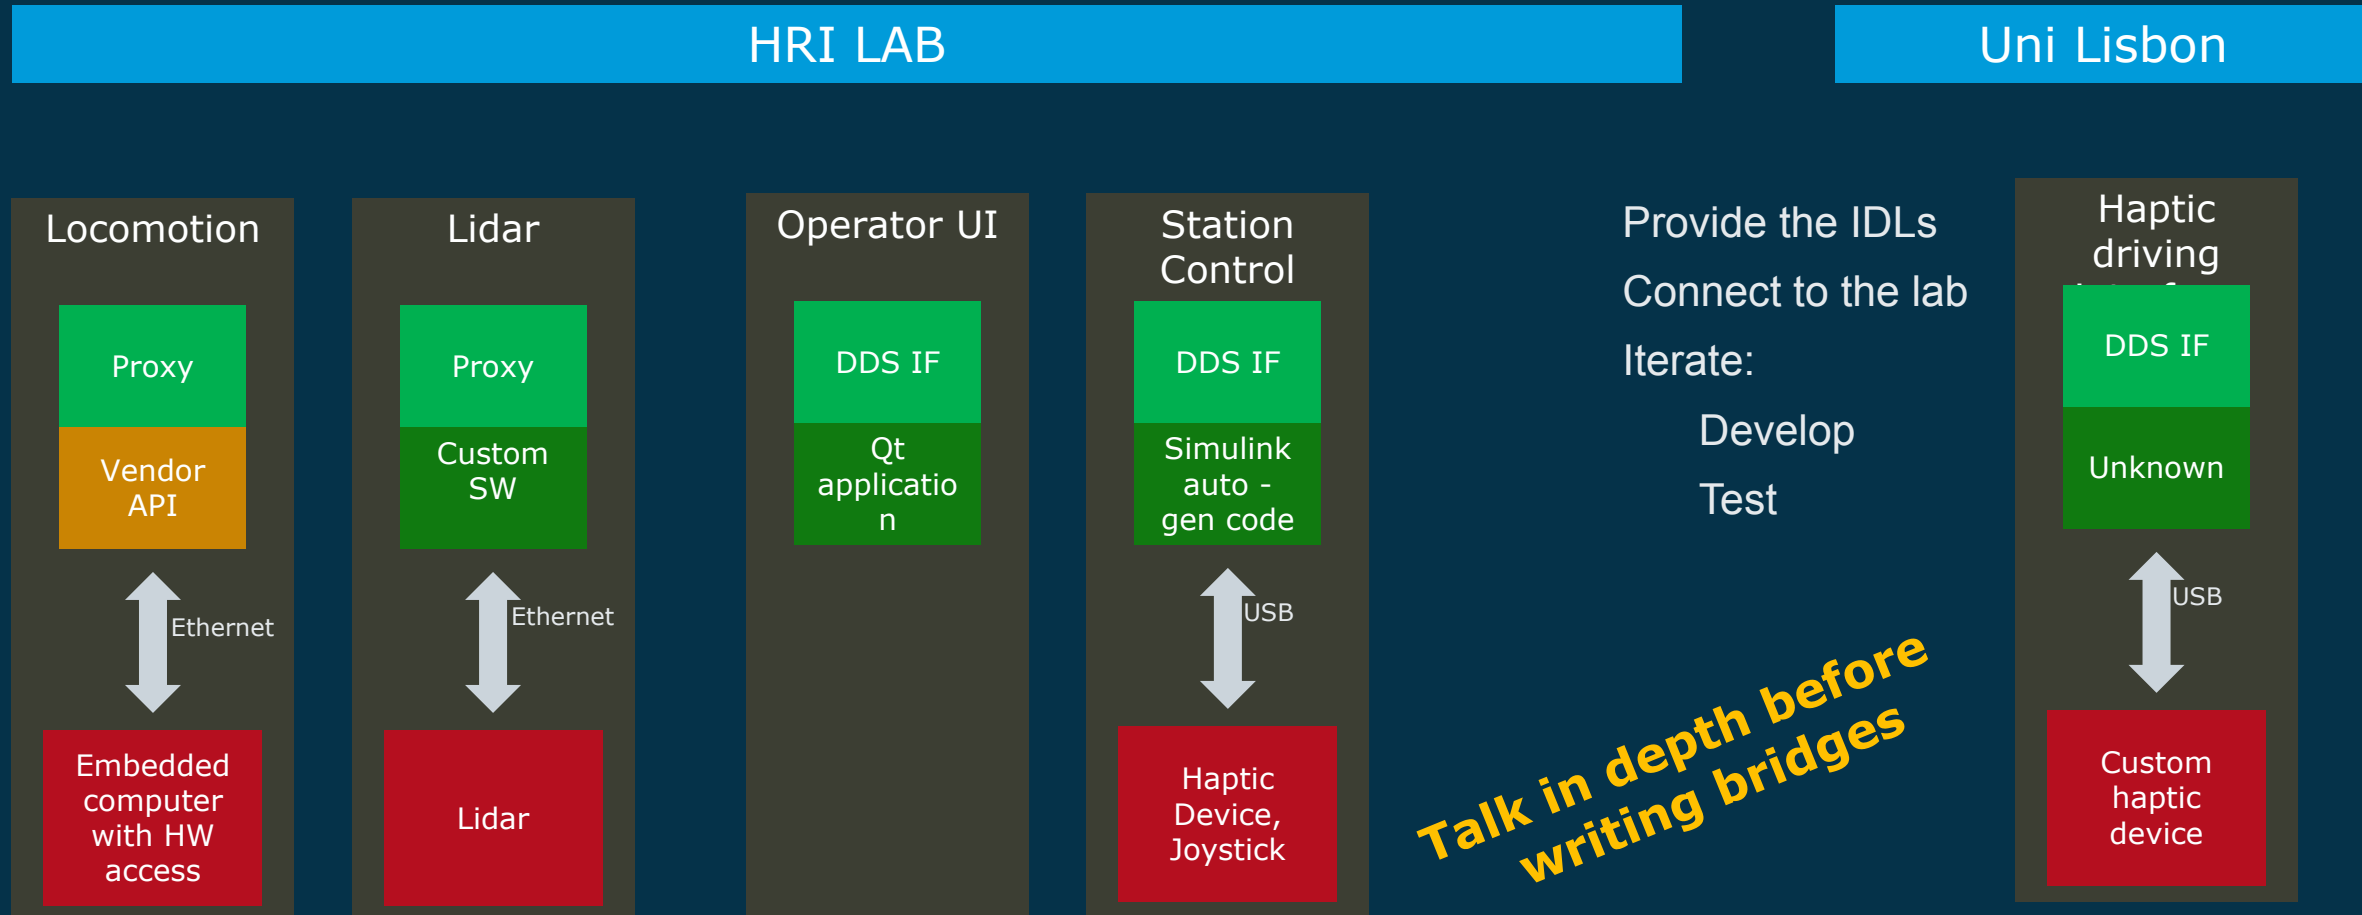 HRI LAB
Uni Lisbon
Locomotion
Proxy
Vendor
API
Ethernet
Embedded
computer
with HW
access
Lidar
Proxy
Custom
SW
Ethernet
Lidar
Operator UI
DDS IF
Qt
applicatio
n
Station
Control
DDS IF
Simulink
auto -
gen code
USB
Haptic
Device,
Joystick
Provide the IDLs
Connect to the lab
Iterate:
Develop
Test
Talk in depth before
writing bridges
Haptic
driving
DDS IF
Unknown
USB
Custom
haptic
device